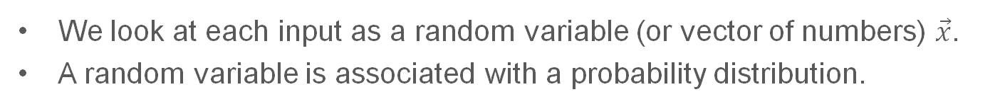 • We look at each input as a random variable (or vector of numbers) $\vec{x}$.
• A random variable is associated with a probability distribution.